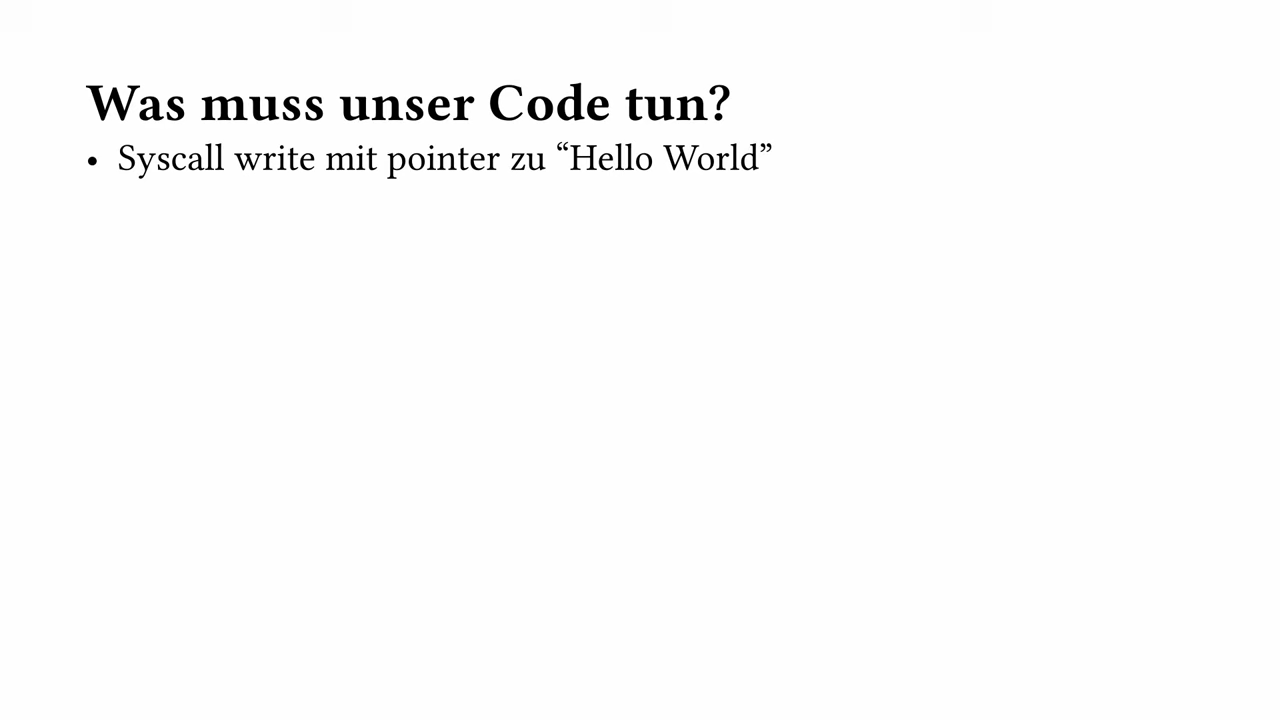 Was muss unser Code tun?
• Syscall write mit pointer zu “Hello World”